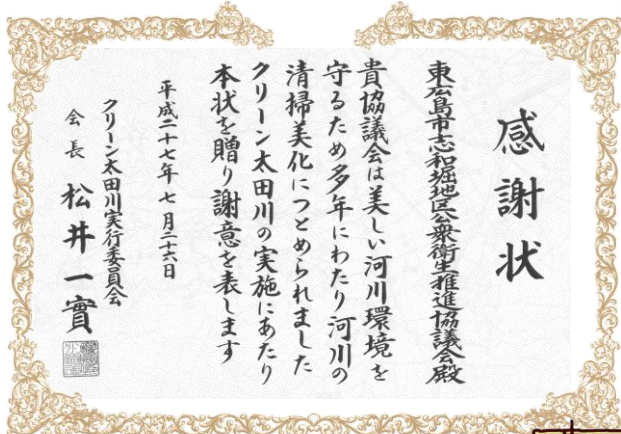 感謝状
東広島市志和堀地区公衆衛生推進協議会殿
貴協議会は美しい河川環境を
守るため多年にわたり河川の
清掃美化につとめられました
クリーン太田川の実施にあたり
本状を贈り謝意を表します
平成二十七年七月二十六日
クリーン太田川実行委員会
会長 松井一實